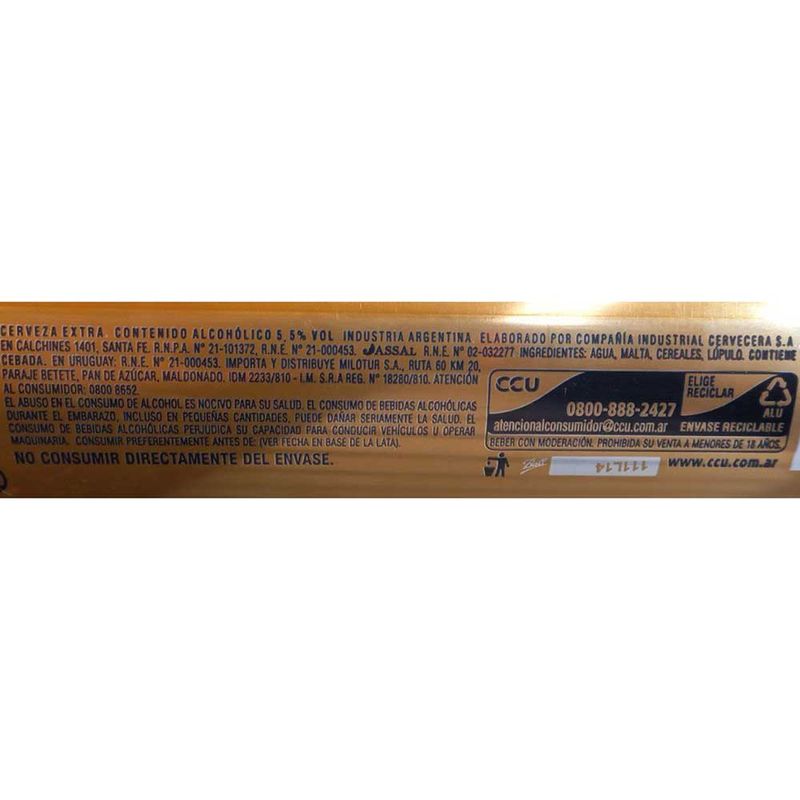 CERVEZA EXTRA. CONTENIDO ALCOHÓLICO 5,5% VOL INDUSTRIA ARGENTINA. ELABORADO POR COMPAÑÍA INDUSTRIAL CERVECERA S.A
EN CALCHINES 1401, SANTA FE. R.N.P.A. Nº 21-101372, R.N.E. Nº 21-000453. JASSAL R.N.E. Nº 02-032277 INGREDIENTES: AGUA, MALTA, CEREALES, LÚPULO. CONTIENE
CEBADA. EN URUGUAY: R.N.E. Nº 21-000453. IMPORTA Y DISTRIBUYE MILOTUR S.A., RUTA 60 KM 20,
PARAJE BETETE, PAN DE AZÚCAR, MALDONADO. IDM 2233/810 - I.M. S.R.A REG. Nº 18280/810. ATENCIÓN
AL CONSUMIDOR: 0800 8652.
EL ABUSO EN EL CONSUMO DE ALCOHOL ES NOCIVO PARA SU SALUD. EL CONSUMO DE BEBIDAS ALCOHÓLICAS
DURANTE EL EMBARAZO, INCLUSO EN PEQUEÑAS CANTIDADES, PUEDE DAÑAR SERIAMENTE LA SALUD. EL
CONSUMO DE BEBIDAS ALCOHÓLICAS PERJUDICA SU CAPACIDAD PARA CONDUCIR VEHÍCULOS U OPERAR
MAQUINARIA. CONSUMIR PREFERENTEMENTE ANTES DE: (VER FECHA EN BASE DE LA LATA).
NO CONSUMIR DIRECTAMENTE DEL ENVASE.
CCU
0800-888-2427
atencionalconsumidor@ccu.com.ar
ELIGE
RECICLAR
ALU
ENVASE RECICLABLE
BEBER CON MODERACIÓN. PROHIBIDA SU VENTA A MENORES DE 18 AÑOS.
Ball
111L14
www.ccu.com.ar